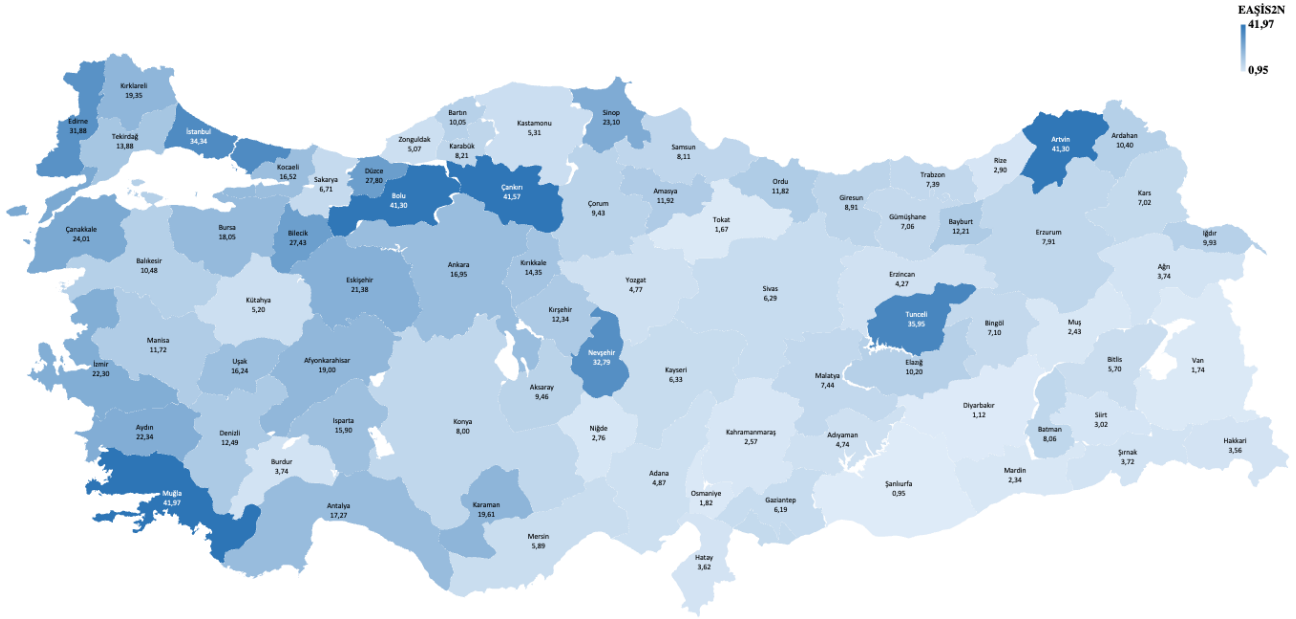 EAŞİS2N
41,97
0,95
Kırklareli
19,35
Edirne
31,88
Tekirdağ
13,88
İstanbul
34,34
Kocaeli
16,52
Sakarya
6,71
Düzce
27,80
Zonguldak
5,07
Bartın
10,05
Karabük
8,21
Kastamonu
5,31
Sinop
23,10
Samsun
8,11
Bolu
41,30
Çankırı
41,57
Çorum
9,43
Amasya
11,92
Ordu
11,82
Tokat
1,67
Giresun
8,91
Trabzon
7,39
Gümüşhane
7,06
Bayburt
12,21
Rize
2,90
Artvin
41,30
Ardahan
10,40
Kars
7,02
Iğdır
9,93
Erzurum
7,91
Ağrı
3,74
Çanakkale
24,01
Balıkesir
10,48
Bursa
18,05
Bilecik
27,43
Eskişehir
21,38
Ankara
16,95
Kırıkkale
14,35
Yozgat
4,77
Sivas
6,29
Erzincan
4,27
Tunceli
35,95
Bingöl
7,10
Muş
2,43
Bitlis
5,70
Van
1,74
Kütahya
5,20
Kırşehir
12,34
Nevşehir
32,79
Manisa
11,72
Uşak
16,24
Afyonkarahisar
19,00
İzmir
22,30
Aksaray
9,46
Kayseri
6,33
Malatya
7,44
Elazığ
10,20
Diyarbakır
1,12
Batman
8,06
Siirt
3,02
Şırnak
3,72
Hakkari
3,56
Aydın
22,34
Denizli
12,49
Isparta
15,90
Konya
8,00
Niğde
2,76
Kahramanmaraş
2,57
Adıyaman
4,74
Mardin
2,34
Şanlıurfa
0,95
Burdur
3,74
Muğla
41,97
Antalya
17,27
Karaman
19,61
Mersin
5,89
Adana
4,87
Osmaniye
1,82
Gaziantep
6,19
Hatay
3,62